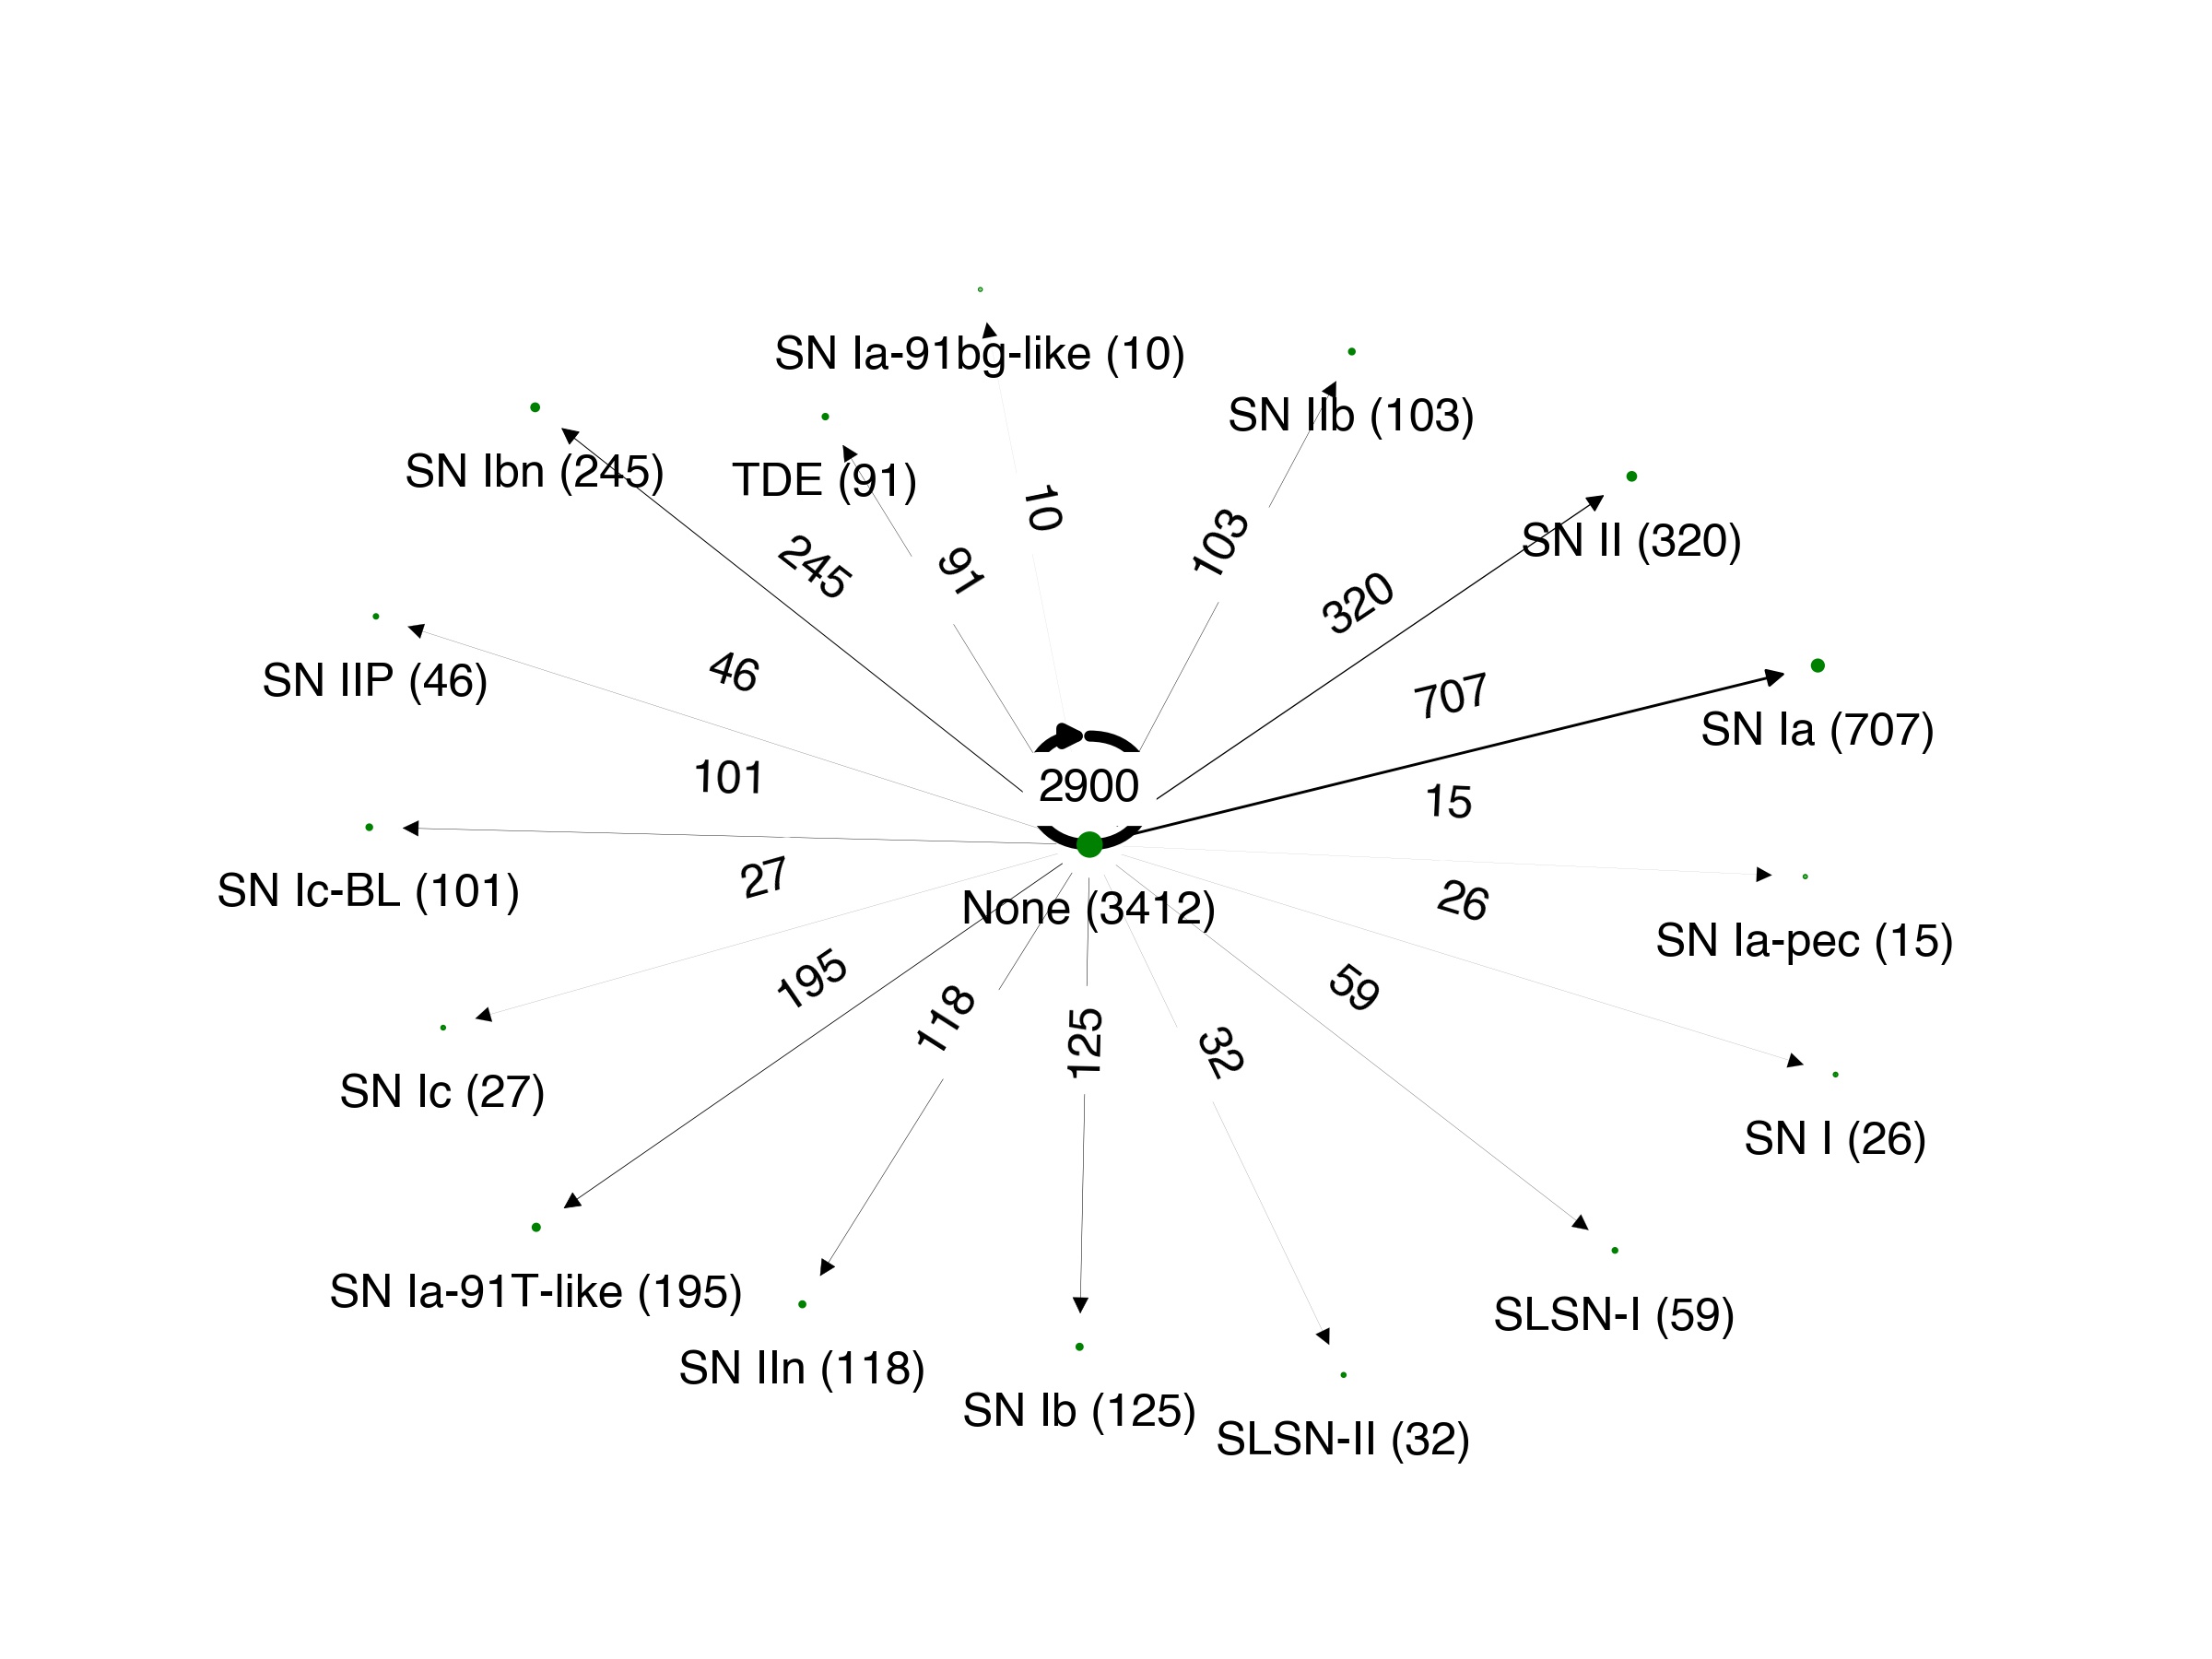 SN Ia-91bg-like (10)
SN IIb (103)
SN Ibn (245)
TDE (91)
10
103
SN II (320)
245
91
320
46
SN IIP (46)
707
SN Ia (707)
101
2900
15
27
SN Ic-BL (101)
None (3412)
26
SN Ia-pec (15)
195
59
118
125
32
SN Ic (27)
SN I (26)
SN Ia-91T-like (195)
SLSN-I (59)
SN IIn (118)
SN Ib (125)
SLSN-II (32)